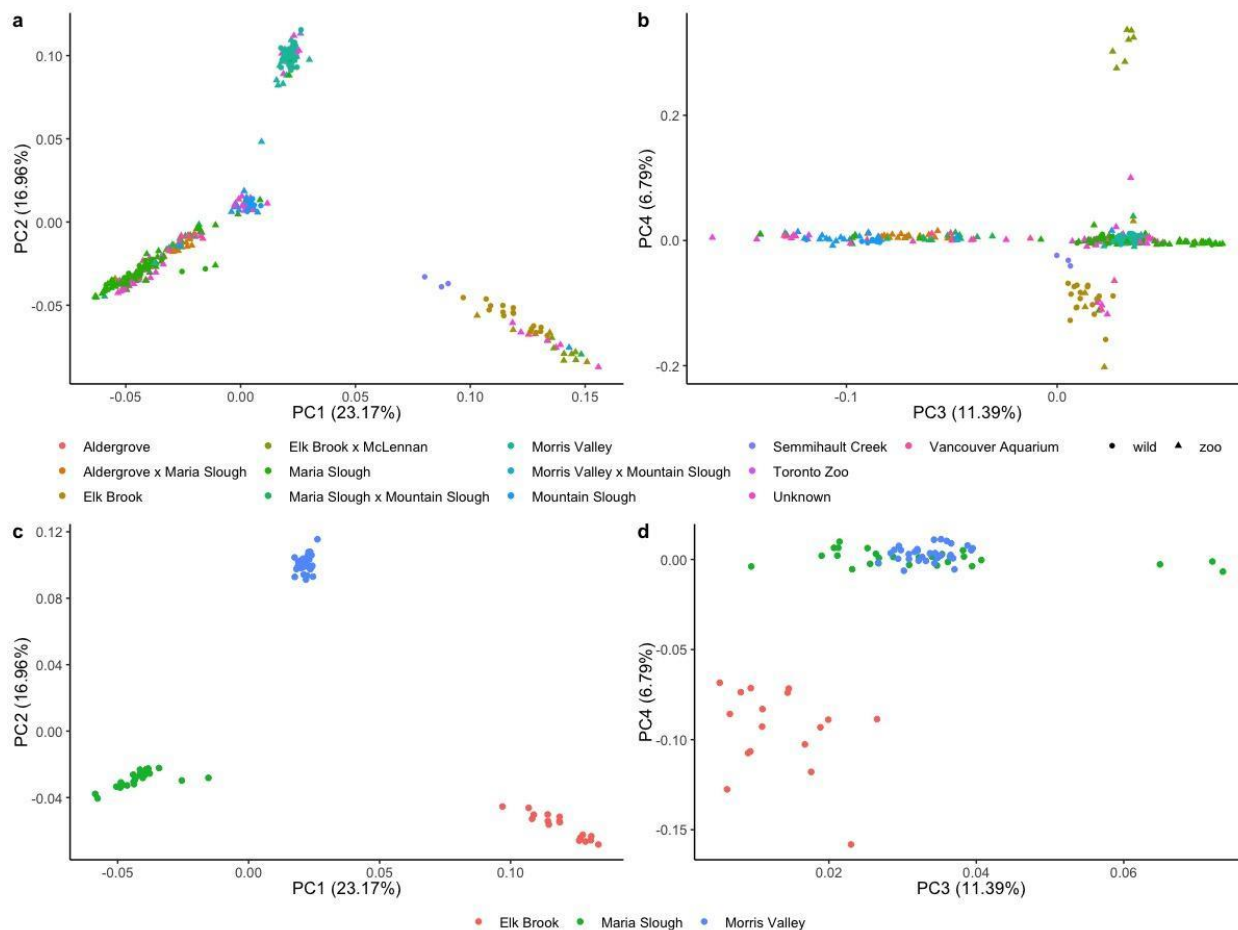 a
b
0.10
0.05
0.00
-0.05
PC2 (16.96%)
-0.05
0.00
0.05
0.10
0.15
PC1 (23.17%)
0.2
0.0
-0.2
PC4 (6.79%)
-0.1
0.0
PC3 (11.39%)
Aldergrove
Aldergrove x Maria Slough
Elk Brook
Elk Brook x McLennan
Maria Slough
Maria Slough x Mountain Slough
Morris Valley
Morris Valley x Mountain Slough
Mountain Slough
Semmihault Creek
Toronto Zoo
Unknown
Vancouver Aquarium
wild
zoo
c
d
0.12
0.08
0.04
0.00
-0.04
PC2 (16.96%)
-0.05
0.00
0.05
0.10
PC1 (23.17%)
0.00
-0.05
-0.10
-0.15
PC4 (6.79%)
0.02
0.04
0.06
PC3 (11.39%)
Elk Brook
Maria Slough
Morris Valley